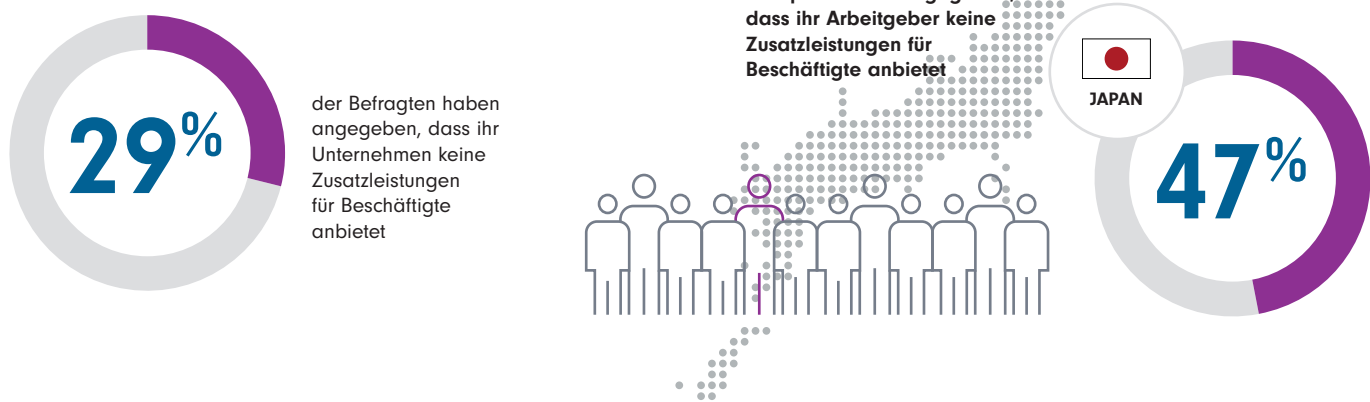 29%
der Befragten haben
angegeben, dass ihr
Unternehmen keine
Zusatzleistungen
für Beschäftigte
anbietet
dass ihr Arbeitgeber keine
Zusatzleistungen für
Beschäftigte anbietet
JAPAN
47%